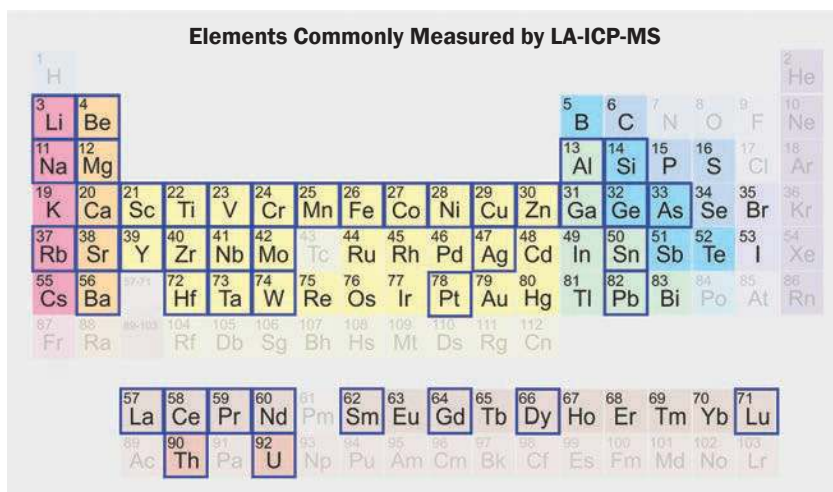 Elements Commonly Measured by LA-ICP-MS
1 2
H He
3 4 5 6 7 8 9 10
Li Be B C N O F Ne
11 12 13 14 15 16 17 18
Na Mg Al Si P S Cl Ar
19 20 21 22 23 24 25 26 27 28 29 30 31 32 33 34 35 36
K Ca Sc Ti V Cr Mn Fe Co Ni Cu Zn Ga Ge As Se Br Kr
37 38 39 40 41 42 43 44 45 46 47 48 49 50 51 52 53 54
Rb Sr Y Zr Nb Mo Tc Ru Rh Pd Ag Cd In Sn Sb Te I Xe
55 56 57-71 72 73 74 75 76 77 78 79 80 81 82 83 84 85 86
Cs Ba Hf Ta W Re Os Ir Pt Au Hg Tl Pb Bi Po At Rn
87 88 89-103 104 105 106 107 108 109 110 111 112
Fr Ra Rf Db Sg Bh Hs Mt Ds Rg Cn
57 58 59 60 61 62 63 64 65 66 67 68 69 70 71
La Ce Pr Nd Pm Sm Eu Gd Tb Dy Ho Er Tm Yb Lu
89 90 91 92 93 94 95 96 97 98 99 100 101 102 103
Ac Th Pa U Np Pu Am Cm Bk Cf Es Fm Md No Lr